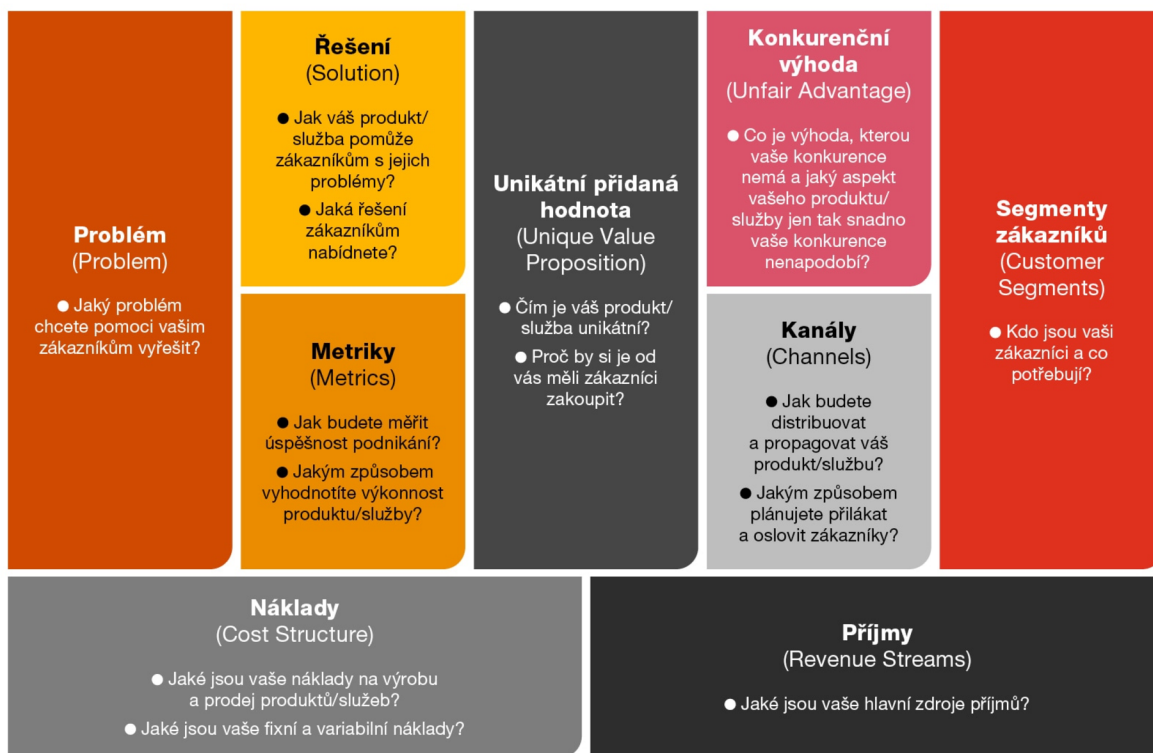 Problém
(Problem)
● Jaký problém
chcete pomoci vašim
zákazníkům vyřešit?
Řešení
(Solution)
● Jak váš produkt/
služba pomůže
zákazníkům s jejich
problémy?
● Jaká řešení
zákazníkům
nabídnete?
Metriky
(Metrics)
● Jak budete měřit
úspěšnost podnikání?
● Jakým způsobem
vyhodnotíte výkonnost
produktu/služby?
Unikátní přidaná
hodnota
(Unique Value
Proposition)
● Čím je váš produkt/
služba unikátní?
● Proč by si je od
vás měli zákazníci
zakoupit?
Konkurenční
výhoda
(Unfair Advantage)
● Co je výhoda, kterou
vaše konkurence
nemá a jaký aspekt
vašeho produktu/
služby jen tak snadno
vaše konkurence
nenapodobí?
Kanály
(Channels)
● Jak budete
distribuovat
a propagovat váš
produkt/službu?
● Jakým způsobem
plánujete přilákat
a oslovit zákazníky?
Segmenty
zákazníků
(Customer
Segments)
● Kdo jsou vaši
zákazníci a co
potřebují?
Náklady
(Cost Structure)
● Jaké jsou vaše náklady na výrobu
a prodej produktů/služeb?
● Jaké jsou vaše fixní a variabilní náklady?
Příjmy
(Revenue Streams)
● Jaké jsou vaše hlavní zdroje příjmů?